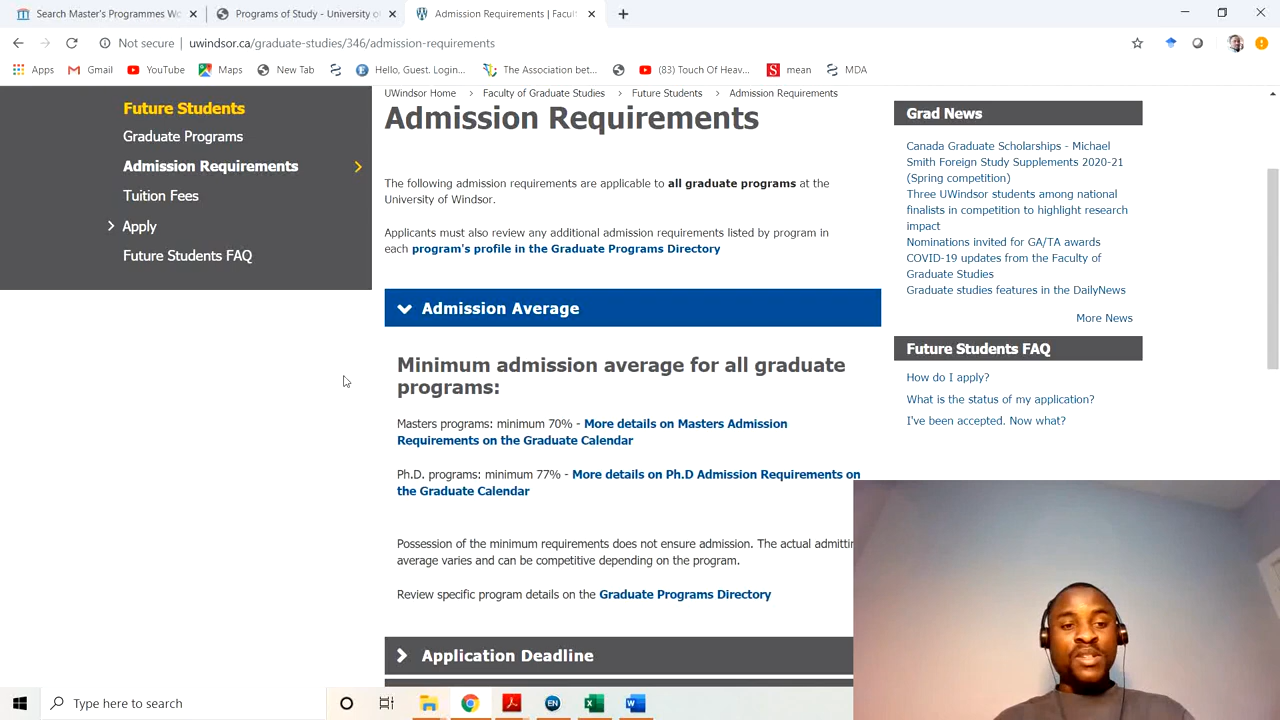 Search Master's Programmes Wo
Programs of Study - University of
Admission Requirements | Facult
Not secure | uwindsor.ca/graduate-studies/346/admission-requirements
Apps
Gmail
YouTube
Maps
New Tab
Hello, Guest. Login...
The Association bet...
(83) Touch Of Heav...
S
mean
MDA
Future Students
Graduate Programs
Admission Requirements
Tuition Fees
Apply
Future Students FAQ
UWindsor Home > Faculty of Graduate Studies > Future Students > Admission Requirements
Admission Requirements
The following admission requirements are applicable to all graduate programs at the
University of Windsor.
Applicants must also review any additional admission requirements listed by program in
each program's profile in the Graduate Programs Directory
Admission Average
Minimum admission average for all graduate
programs:
Masters programs: minimum 70% - More details on Masters Admission
Requirements on the Graduate Calendar
Ph.D. programs: minimum 77% - More details on Ph.D Admission Requirements on
the Graduate Calendar
Possession of the minimum requirements does not ensure admission. The actual admittin
average varies and can be competitive depending on the program.
Review specific program details on the Graduate Programs Directory
Application Deadline
Grad News
Canada Graduate Scholarships - Michael
Smith Foreign Study Supplements 2020-21
(Spring competition)
Three UWindsor students among national
finalists in competition to highlight research
impact
Nominations invited for GA/TA awards
COVID-19 updates from the Faculty of
Graduate Studies
Graduate studies features in the DailyNews
More News
Future Students FAQ
How do I apply?
What is the status of my application?
I've been accepted. Now what?
Type here to search
EN